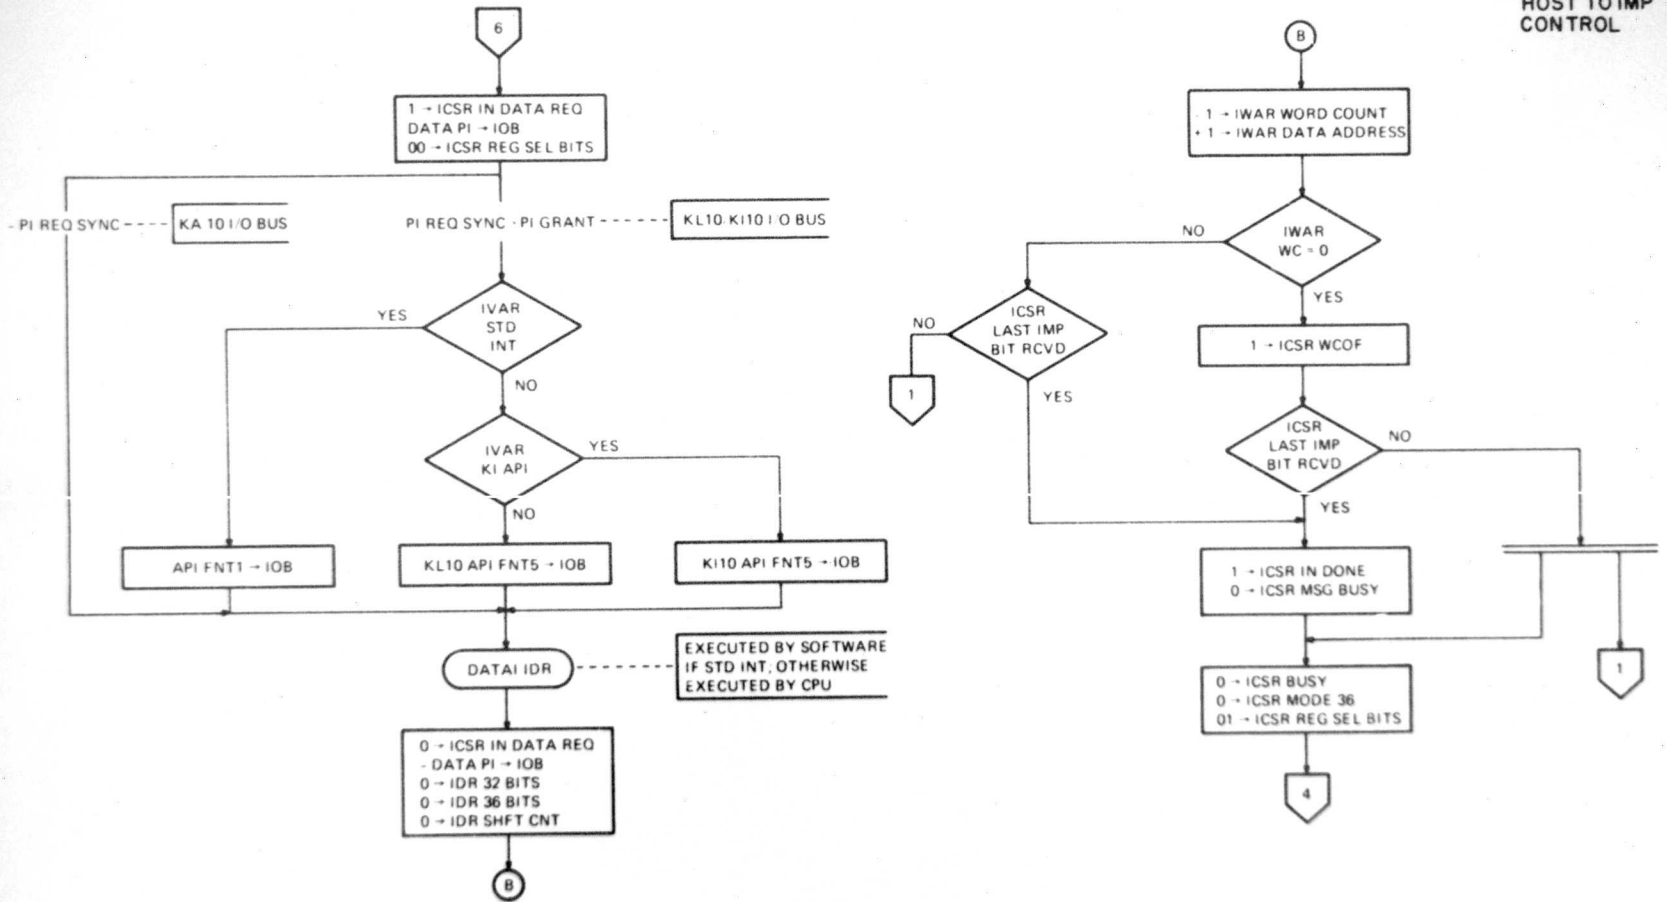 HOST TO IMP
CONTROL
6
1 → ICSR IN DATA REQ
DATA PI → IOB
00 → ICSR REG SEL BITS
- PI REQ SYNC
KA 10 I/O BUS
PI REQ SYNC · PI GRANT
KL10 KI10 I O BUS
IVAR
STD
INT
YES
NO
IVAR
KI API
YES
NO
API FNT1 → IOB
KL10 API FNT5 → IOB
KI10 API FNT5 → IOB
DATAI IDR
EXECUTED BY SOFTWARE
IF STD INT, OTHERWISE
EXECUTED BY CPU
0 → ICSR IN DATA REQ
- DATA PI → IOB
0 → IDR 32 BITS
0 → IDR 36 BITS
0 → IDR SHFT CNT
B
B
- 1 → IWAR WORD COUNT
+ 1 → IWAR DATA ADDRESS
IWAR
WC = 0
NO
YES
ICSR
LAST IMP
BIT RCVD
NO
YES
1
1 → ICSR WCOF
ICSR
LAST IMP
BIT RCVD
NO
YES
1 → ICSR IN DONE
0 → ICSR MSG BUSY
1
0 → ICSR BUSY
0 → ICSR MODE 36
01 → ICSR REG SEL BITS
4